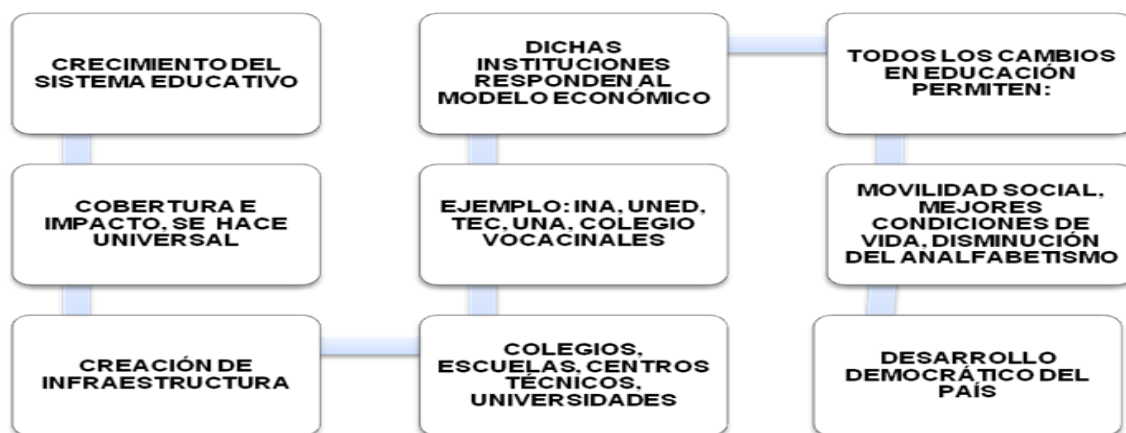 CRECIMIENTO DEL
SISTEMA EDUCATIVO
COBERTURA E
IMPACTO, SE HACE
UNIVERSAL
CREACIÓN DE
INFRAESTRUCTURA
COLEGIOS,
ESCUELAS, CENTROS
TÉCNICOS,
UNIVERSIDADES
EJEMPLO: INA, UNED,
TEC, UNA, COLEGIO
VOCACINALES
DICHAS
INSTITUCIONES
RESPONDEN AL
MODELO ECONÓMICO
TODOS LOS CAMBIOS
EN EDUCACIÓN
PERMITEN:
MOVILIDAD SOCIAL,
MEJORES
CONDICIONES DE
VIDA, DISMINUCIÓN
DEL ANALFABETISMO
DESARROLLO
DEMOCRÁTICO DEL
PAÍS